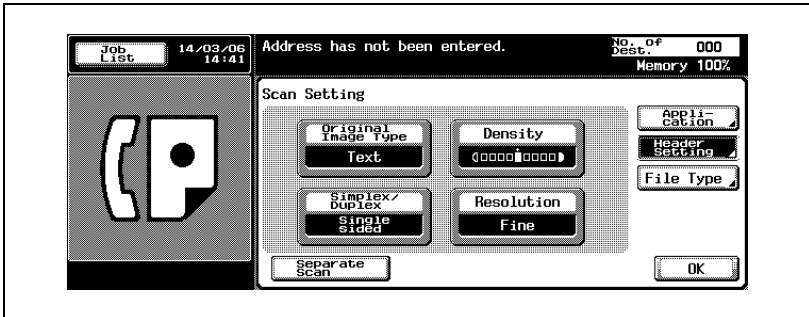 Job
List
14/03/06
14:41
Address has not been entered.
No. of
Dest.
000
Memory 100%
Scan Setting
Original
Image Type
Text
Density
Simplex/
Duplex
Single
sided
Resolution
Fine
Separate
Scan
Appli-
cation
Header
Setting
File Type
OK